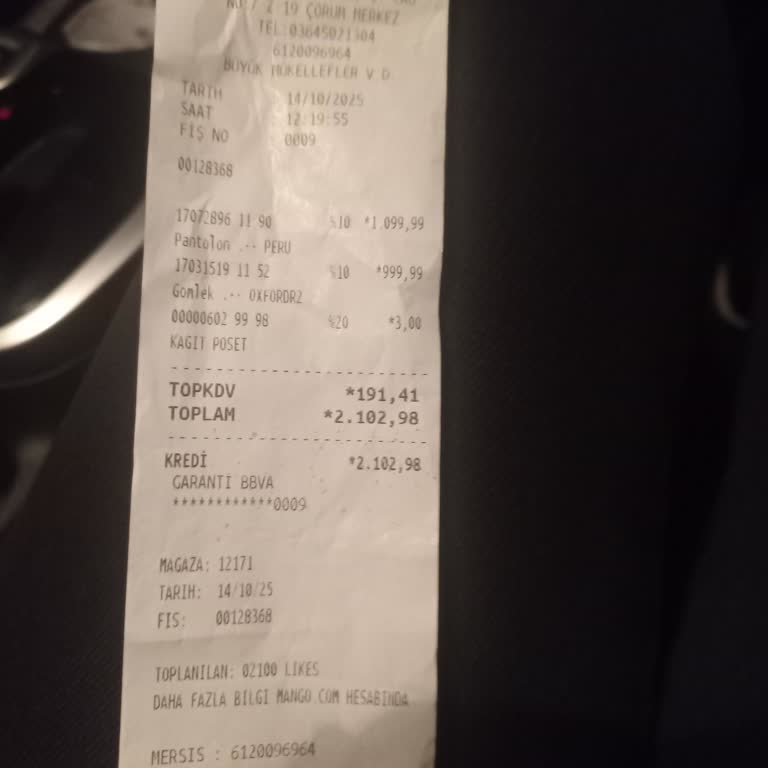 NO:7 Z 19 ÇORUM MERKEZ
TEL:03645021304
6120096964
BÜYÜK MÜKELLEFLER V.D.
TARİH : 14/10/2025
SAAT : 12:19:55
FİŞ NO : 0009
00128368
17072896 11 90 %10 *1.099,99
Pantolon .-- PERU
17031519 11 52 %10 *999,99
Gomlek .-- OXFORDR2
00000602 99 98 %20 *3,00
KAGIT POSET
TOPKDV *191,41
TOPLAM *2.102,98
KREDİ *2.102,98
GARANTİ BBVA
************0009
MAGAZA: 12171
TARIH: 14/10/25
FIS: 00128368
TOPLANILAN: 02100 LIKES
DAHA FAZLA BILGI MANGO.COM HESABINDA
MERSIS : 6120096964